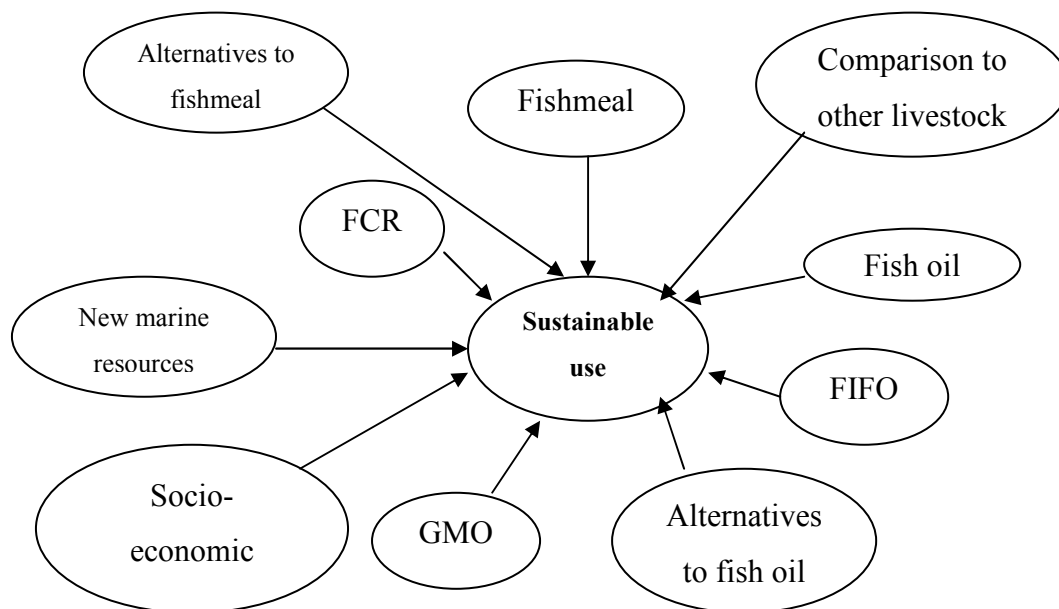 Alternatives to
fishmeal
Fishmeal
Comparison to
other livestock
FCR
Fish oil
New marine
resources
Sustainable
use
FIFO
Socio-
economic
GMO
Alternatives
to fish oil